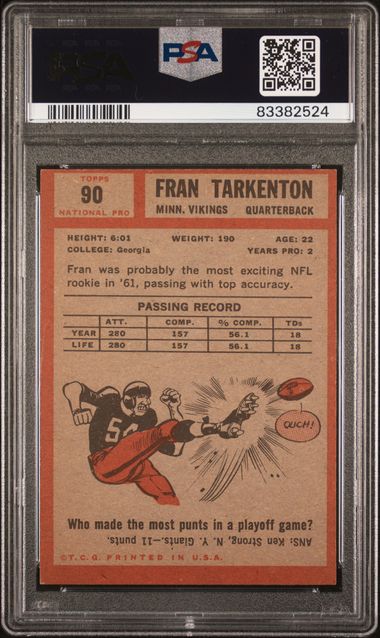 PSA
PSA
83382524
TOPPS
90
NATIONAL PRO
FRAN TARKENTON
MINN. VIKINGS QUARTERBACK
HEIGHT: 6:01 WEIGHT: 190 AGE: 22
COLLEGE: Georgia YEARS PRO: 2
Fran was probably the most exciting NFL
rookie in '61, passing with top accuracy.
PASSING RECORD
ATT. COMP. % COMP. TDs
YEAR 280 157 56.1 18
LIFE 280 157 56.1 18
54
OUCH!
Who made the most punts in a playoff game?
ANS: Ken Strong, N. Y. Giants.—11 punts.
©T.C.G. PRINTED IN U.S.A.